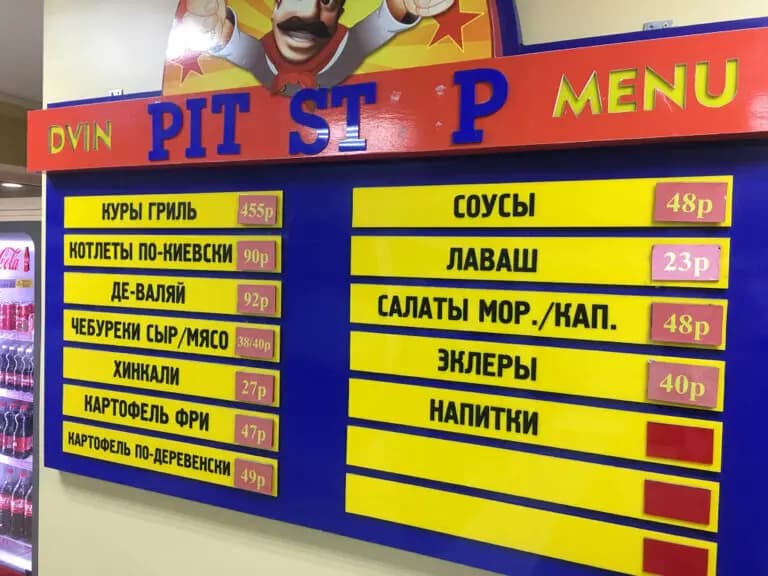 DVIN PIT ST P MENU
КУРЫ ГРИЛЬ 455р
КОТЛЕТЫ ПО-КИЕВСКИ 90р
ДЕ-ВАЛЯЙ 92р
ЧЕБУРЕКИ СЫР/МЯСО 38/40р
ХИНКАЛИ 27р
КАРТОФЕЛЬ ФРИ 47р
КАРТОФЕЛЬ ПО-ДЕРЕВЕНСКИ 49р
СОУСЫ 48р
ЛАВАШ 23р
САЛАТЫ МОР./КАП. 48р
ЭКЛЕРЫ 40р
НАПИТКИ
Cola